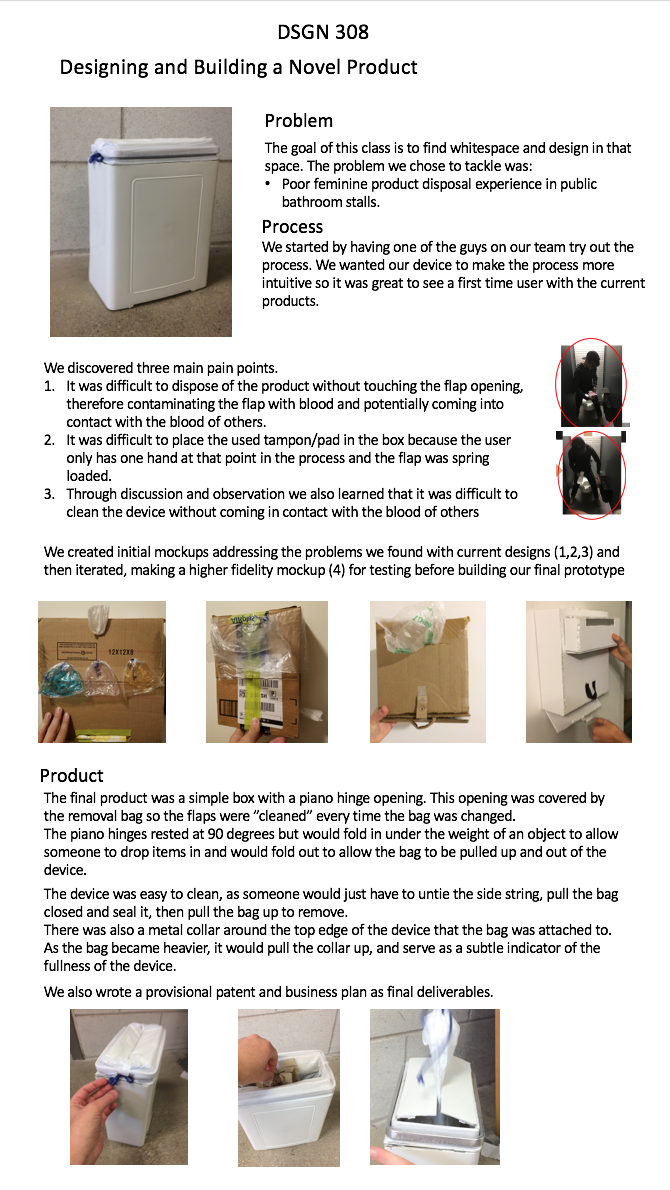 DSGN 308
Designing and Building a Novel Product
Problem
The goal of this class is to find whitespace and design in that
space. The problem we chose to tackle was:
• Poor feminine product disposal experience in public
bathroom stalls.
Process
We started by having one of the guys on our team try out the
process. We wanted our device to make the process more
intuitive so it was great to see a first time user with the current
products.
We discovered three main pain points.
1. It was difficult to dispose of the product without touching the flap opening,
therefore contaminating the flap with blood and potentially coming into
contact with the blood of others.
2. It was difficult to place the used tampon/pad in the box because the user
only has one hand at that point in the process and the flap was spring
loaded.
3. Through discussion and observation we also learned that it was difficult to
clean the device without coming in contact with the blood of others
We created initial mockups addressing the problems we found with current designs (1,2,3) and
then iterated, making a higher fidelity mockup (4) for testing before building our final prototype
12X12X8
Product
The final product was a simple box with a piano hinge opening. This opening was covered by
the removal bag so the flaps were “cleaned” every time the bag was changed.
The piano hinges rested at 90 degrees but would fold in under the weight of an object to allow
someone to drop items in and would fold out to allow the bag to be pulled up and out of the
device.
The device was easy to clean, as someone would just have to untie the side string, pull the bag
closed and seal it, then pull the bag up to remove.
There was also a metal collar around the top edge of the device that the bag was attached to.
As the bag became heavier, it would pull the collar up, and serve as a subtle indicator of the
fullness of the device.
We also wrote a provisional patent and business plan as final deliverables.